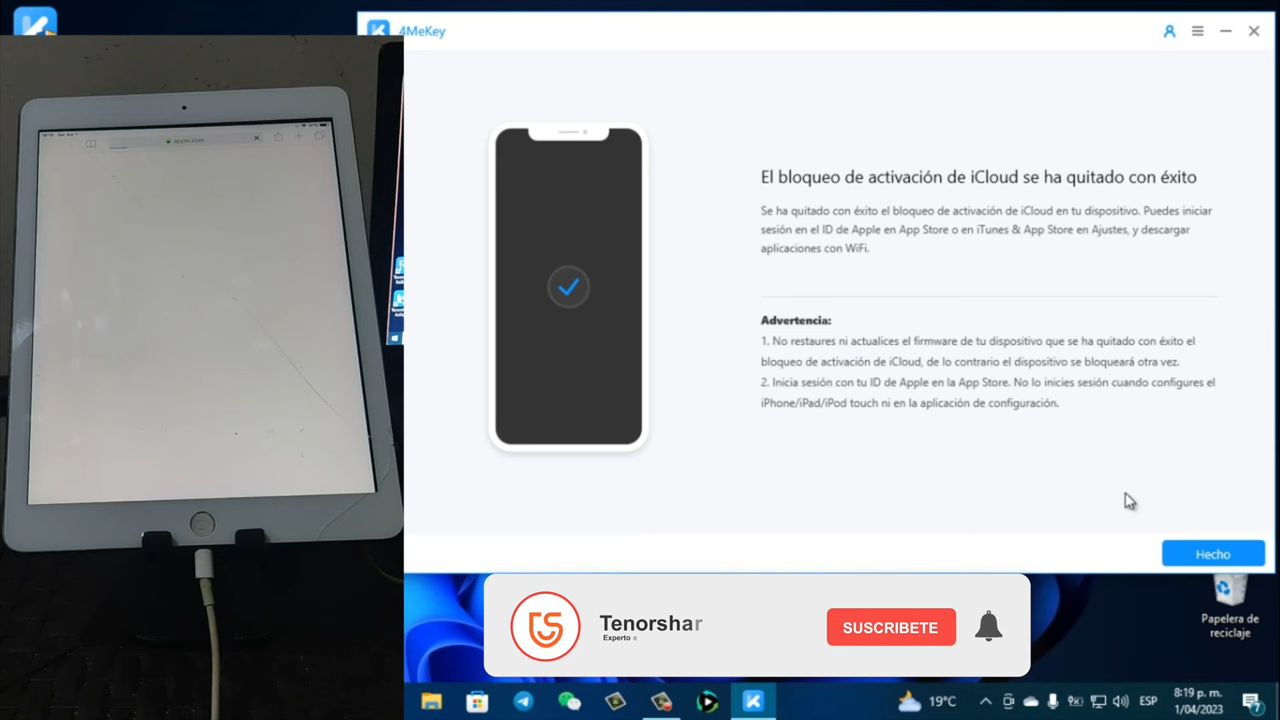 4MeKey
El bloqueo de activación de iCloud se ha quitado con éxito
Se ha quitado con éxito el bloqueo de activación de iCloud en tu dispositivo. Puedes iniciar
sesión en el ID de Apple en App Store o en iTunes & App Store en Ajustes, y descargar
aplicaciones con WiFi.
Advertencia:
1. No restaures ni actualices el firmware de tu dispositivo que se ha quitado con éxito el
bloqueo de activación de iCloud, de lo contrario el dispositivo se bloqueará otra vez.
2. Inicia sesión con tu ID de Apple en la App Store. No lo inicies sesión cuando configures el
iPhone/iPad/iPod touch ni en la aplicación de configuración.
Hecho
Tenorshar
Experto e
SUSCRIBETE
Papelera de
reciclaje
19°C
ESP
8:19 p. m.
1/04/2023
7